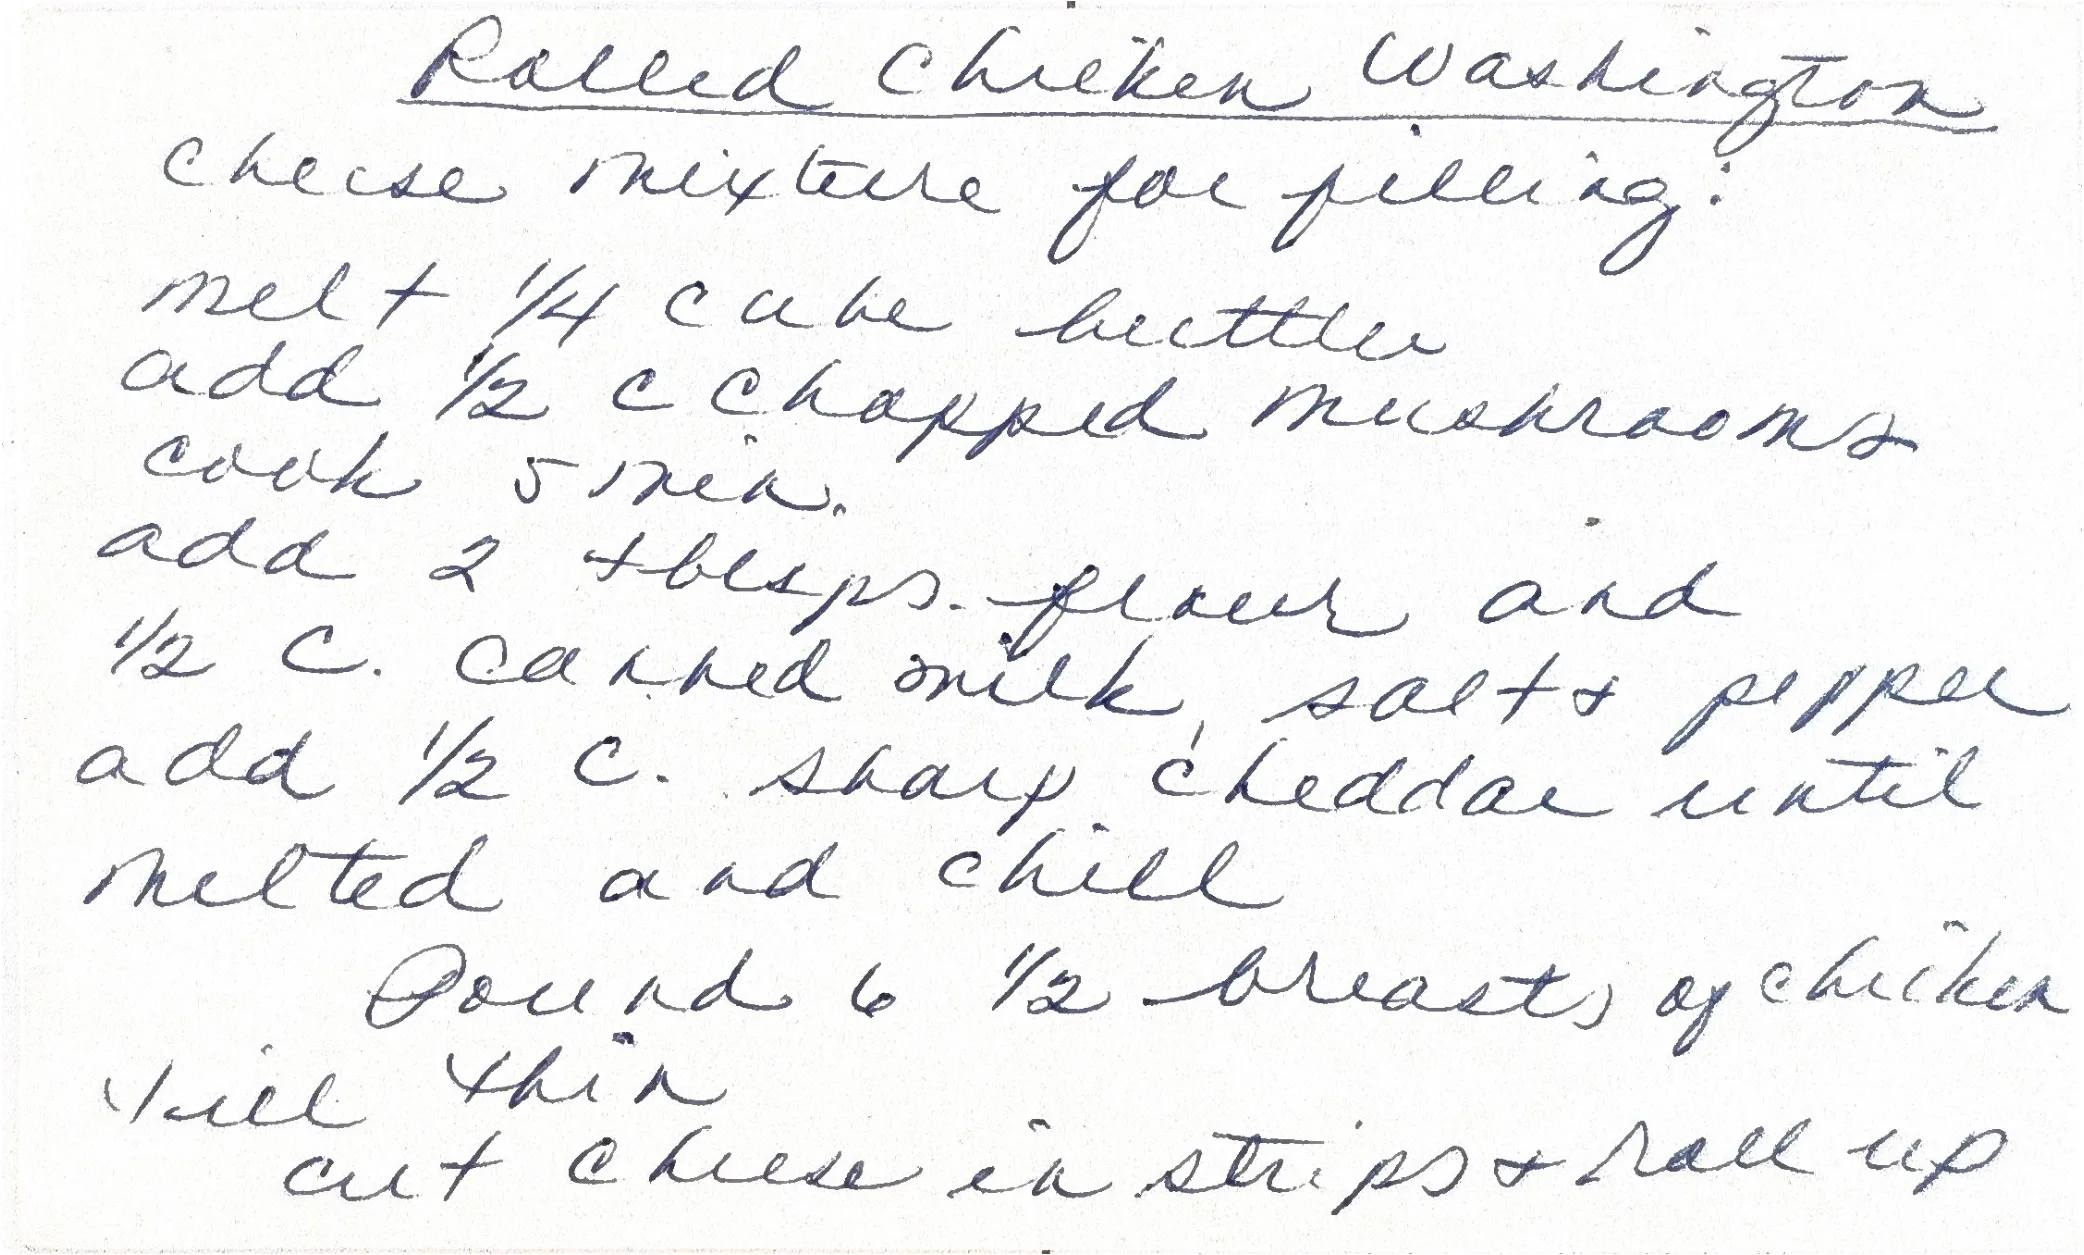 Rolled Chicken Washington
cheese mixture for filling:
melt 1/4 cube butter
add 1/2 c chopped mushrooms
cook 5 min.
add 2 tblsps. flour and
1/2 c. canned milk, salt & pepper
add 1/2 c. sharp cheddar until
melted and chill
Pound 6 1/2 breasts of chicken
till thin
cut cheese in strips & roll up